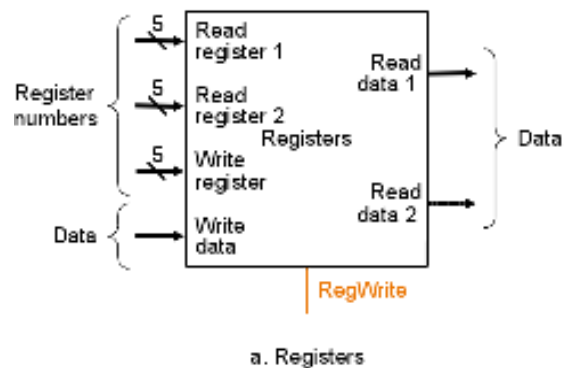 5
Read
register 1
5
Read
register 2
5
Write
register
Write
data
Register
numbers
Data
Registers
Read
data 1
Read
data 2
Data
RegWrite
a. Registers